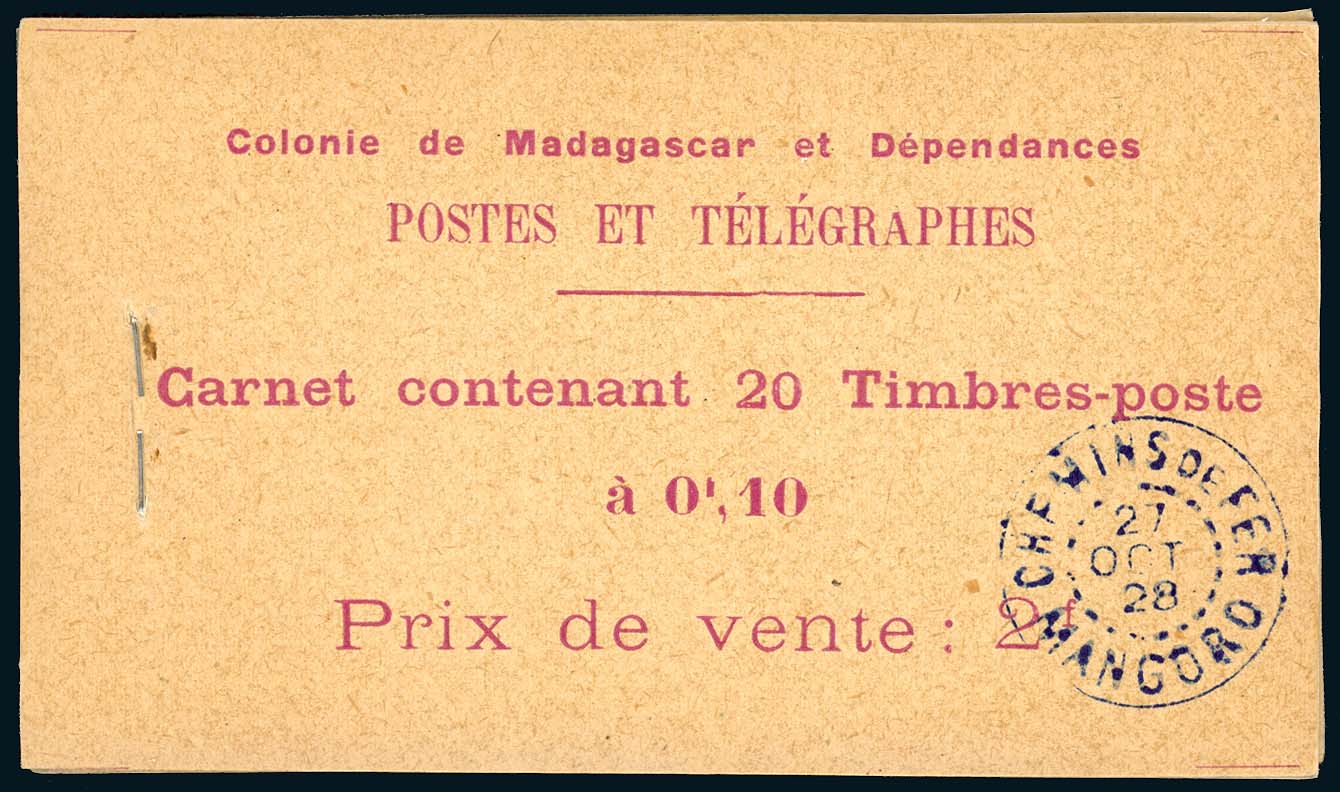 Colonie de Madagascar et Dépendances
POSTES ET TÉLÉGRAPHES
Carnet contenant 20 Timbres-poste
à 0f,10
Prix de vente : 2f
CHEMINS DE FER
27
OCT
28
MANGORO